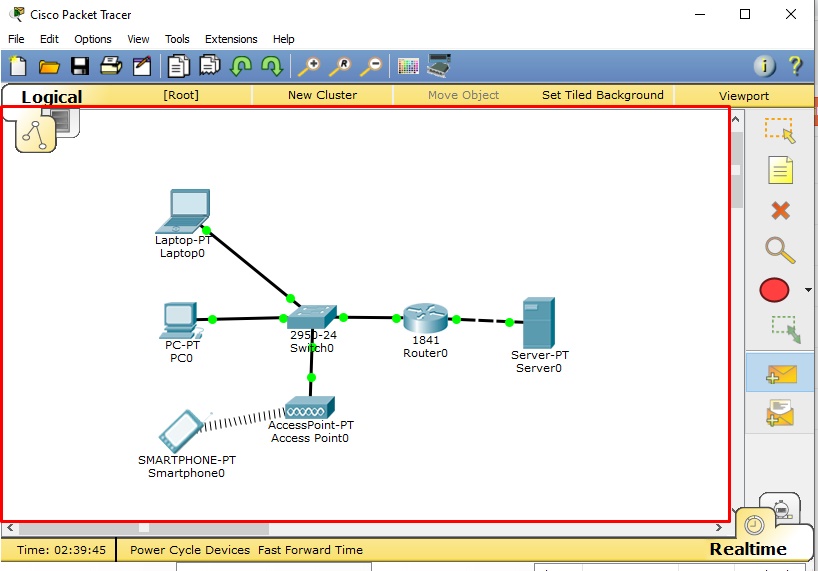 Cisco Packet Tracer
File Edit Options View Tools Extensions Help
Logical [Root] New Cluster Move Object Set Tiled Background Viewport
Laptop-PT
Laptop0
PC-PT
PC0
2950-24
Switch0
1841
Router0
Server-PT
Server0
AccessPoint-PT
Access Point0
SMARTPHONE-PT
Smartphone0
Time: 02:39:45 Power Cycle Devices Fast Forward Time Realtime